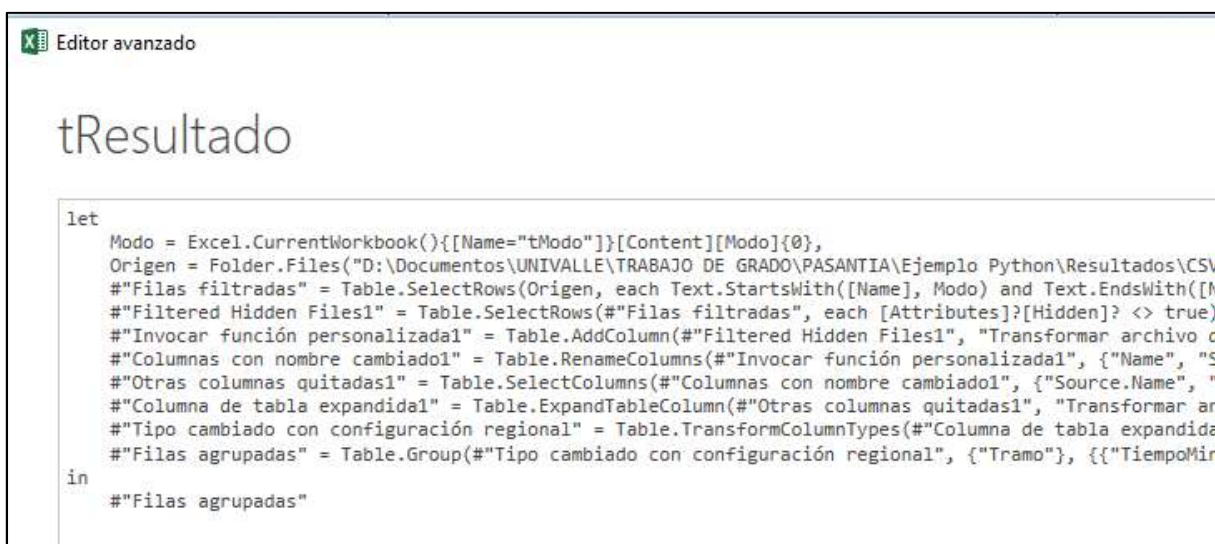 Editor avanzado
tResultado
let
Modo = Excel.CurrentWorkbook(){[Name="tModo"]}[Content][Modo]{0},
Origen = Folder.Files("D:\Documentos\UNIVALLE\TRABAJO DE GRADO\PASANTIA\Ejemplo Python\Resultados\CSV
#"Filas filtradas" = Table.SelectRows(Origen, each Text.StartsWith([Name], Modo) and Text.EndsWith([N
#"Filtered Hidden Files1" = Table.SelectRows(#"Filas filtradas", each [Attributes]?[Hidden]? <> true)
#"Invocar función personalizada1" = Table.AddColumn(#"Filtered Hidden Files1", "Transformar archivo d
#"Columnas con nombre cambiado1" = Table.RenameColumns(#"Invocar función personalizada1", {"Name", "S
#"Otras columnas quitadas1" = Table.SelectColumns(#"Columnas con nombre cambiado1", {"Source.Name", "
#"Columna de tabla expandida1" = Table.ExpandTableColumn(#"Otras columnas quitadas1", "Transformar ar
#"Tipo cambiado con configuración regional" = Table.TransformColumnTypes(#"Columna de tabla expandida
#"Filas agrupadas" = Table.Group(#"Tipo cambiado con configuración regional", {"Tramo"}, {{"TiempoMin
in
#"Filas agrupadas"